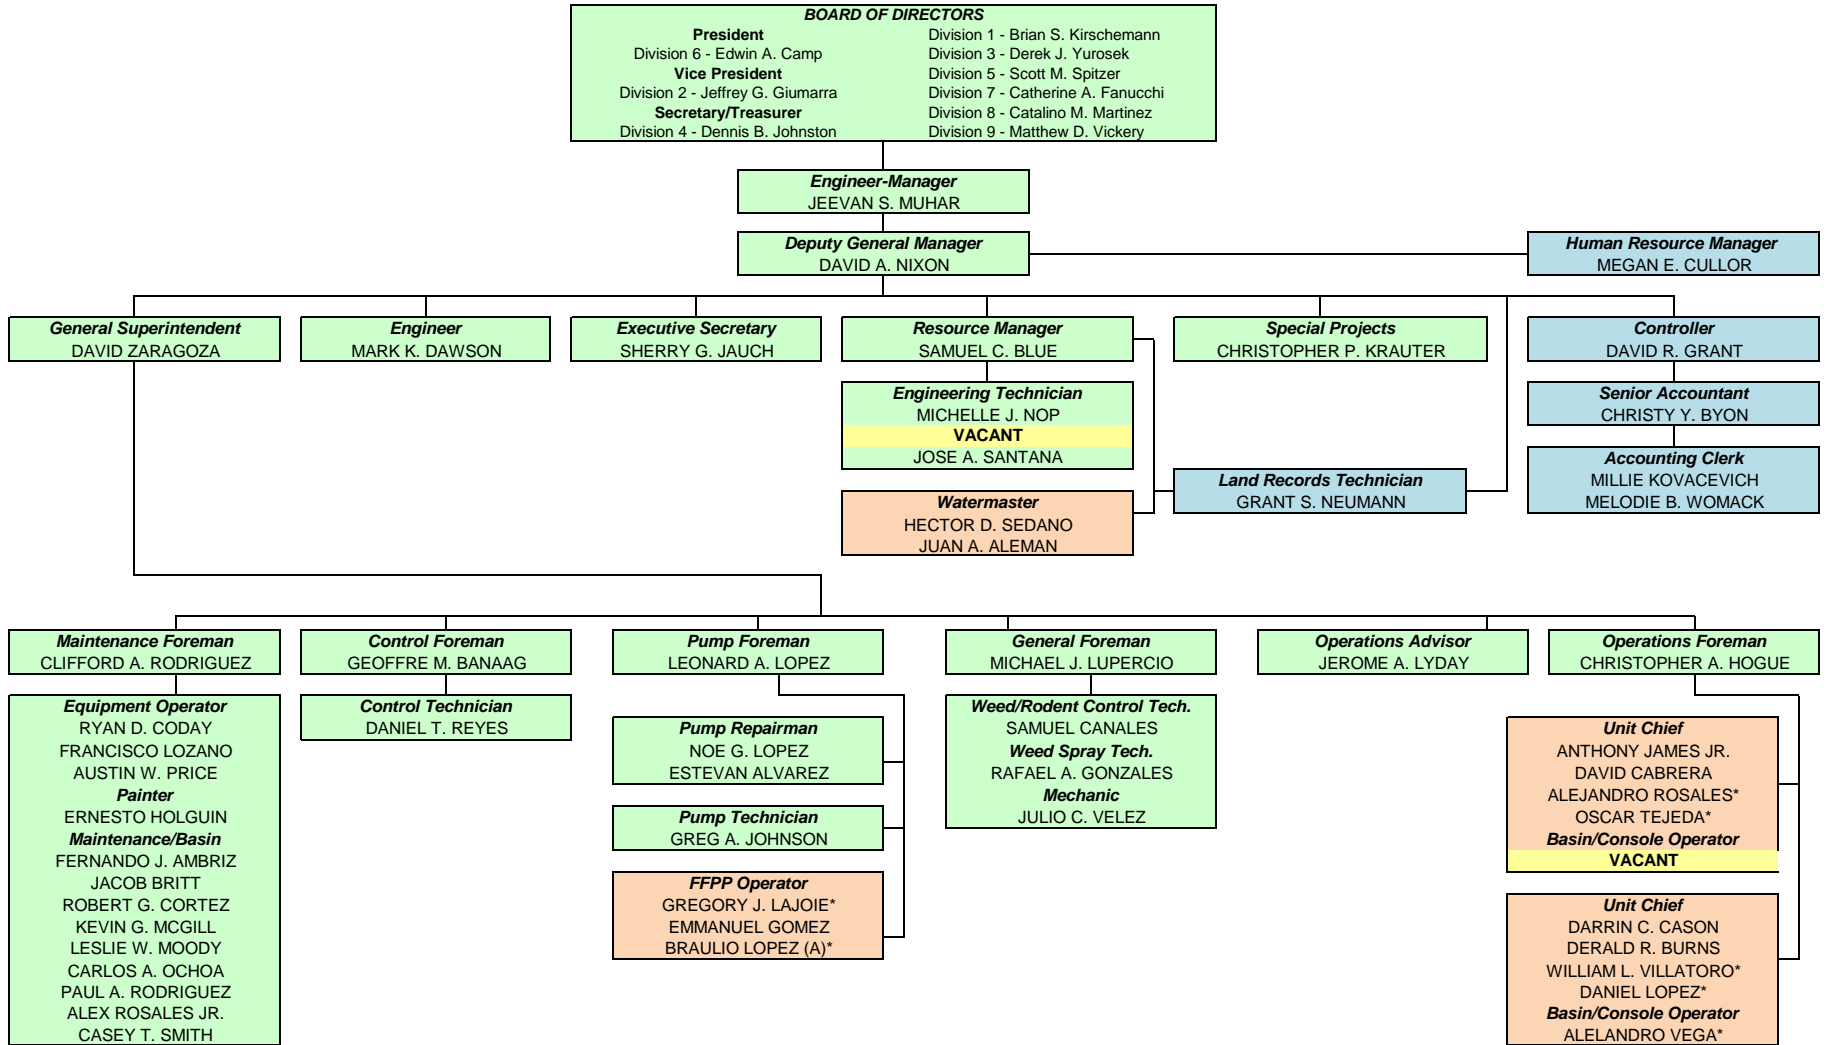 BOARD OF DIRECTORS
President
Division 6 - Edwin A. Camp
Vice President
Division 2 - Jeffrey G. Giumarra
Secretary/Treasurer
Division 4 - Dennis B. Johnston
Division 1 - Brian S. Kirschemann
Division 3 - Derek J. Yurosek
Division 5 - Scott M. Spitzer
Division 7 - Catherine A. Fanucchi
Division 8 - Catalino M. Martinez
Division 9 - Matthew D. Vickery
Engineer-Manager
JEEVAN S. MUHAR
Deputy General Manager
DAVID A. NIXON
Human Resource Manager
MEGAN E. CULLOR
General Superintendent
DAVID ZARAGOZA
Engineer
MARK K. DAWSON
Executive Secretary
SHERRY G. JAUCH
Resource Manager
SAMUEL C. BLUE
Special Projects
CHRISTOPHER P. KRAUTER
Controller
DAVID R. GRANT
Engineering Technician
MICHELLE J. NOP
VACANT
JOSE A. SANTANA
Senior Accountant
CHRISTY Y. BYON
Accounting Clerk
MILLIE KOVACEVICH
MELODIE B. WOMACK
Land Records Technician
GRANT S. NEUMANN
Watermaster
HECTOR D. SEDANO
JUAN A. ALEMAN
Maintenance Foreman
CLIFFORD A. RODRIGUEZ
Control Foreman
GEOFFRE M. BANAAG
Pump Foreman
LEONARD A. LOPEZ
General Foreman
MICHAEL J. LUPERCIO
Operations Advisor
JEROME A. LYDAY
Operations Foreman
CHRISTOPHER A. HOGUE
Equipment Operator
RYAN D. CODAY
FRANCISCO LOZANO
AUSTIN W. PRICE
Painter
ERNESTO HOLGUIN
Maintenance/Basin
FERNANDO J. AMBRIZ
JACOB BRITT
ROBERT G. CORTEZ
KEVIN G. MCGILL
LESLIE W. MOODY
CARLOS A. OCHOA
PAUL A. RODRIGUEZ
ALEX ROSALES JR.
CASEY T. SMITH
Control Technician
DANIEL T. REYES
Pump Repairman
NOE G. LOPEZ
ESTEVAN ALVAREZ
Pump Technician
GREG A. JOHNSON
FFPP Operator
GREGORY J. LAJOIE*
EMMANUEL GOMEZ
BRAULIO LOPEZ (A)*
Weed/Rodent Control Tech.
SAMUEL CANALES
Weed Spray Tech.
RAFAEL A. GONZALES
Mechanic
JULIO C. VELEZ
Unit Chief
ANTHONY JAMES JR.
DAVID CABRERA
ALEJANDRO ROSALES*
OSCAR TEJEDA*
Basin/Console Operator
VACANT
Unit Chief
DARRIN C. CASON
DERALD R. BURNS
WILLIAM L. VILLATORO*
DANIEL LOPEZ*
Basin/Console Operator
ALELANDRO VEGA*